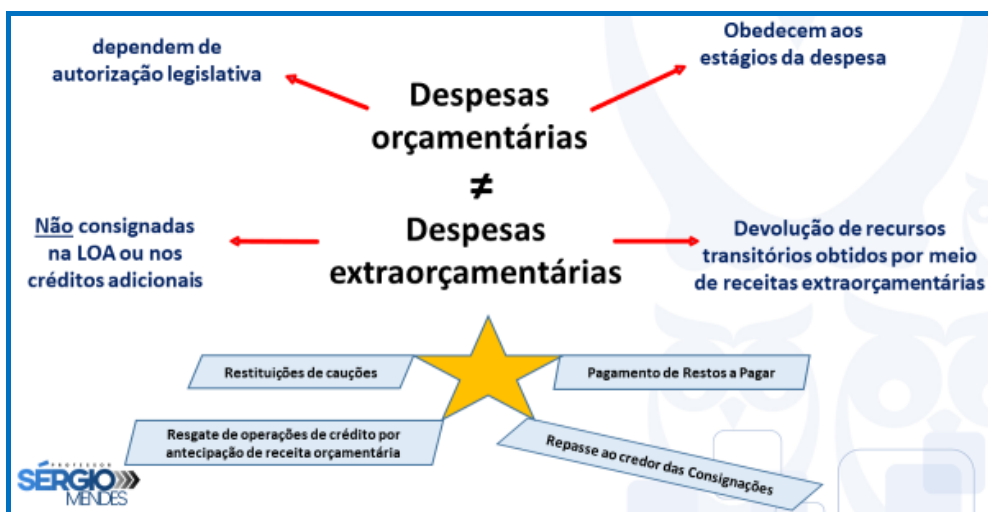 dependem de
autorização legislativa
Obedecem aos
estágios da despesa
Despesas
orçamentárias
≠
Despesas
extraorçamentárias
Não consignadas
na LOA ou nos
créditos adicionais
Devolução de recursos
transitórios obtidos por meio
de receitas extraorçamentárias
Restituições de cauções
Pagamento de Restos a Pagar
Resgate de operações de crédito por
antecipação de receita orçamentária
Repasse ao credor das Consignações
PROFESSOR
SÉRGIO
MENDES